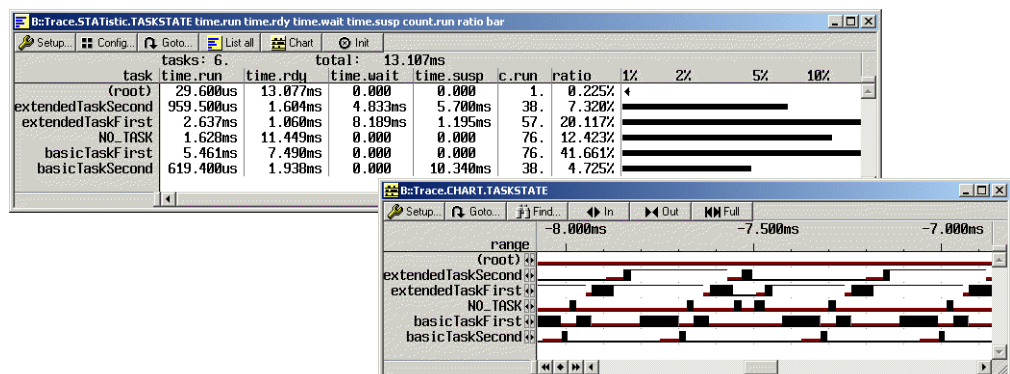 B::Trace.STATistic.TASKSTATE time.run time.rdy time.wait time.susp count.run ratio bar
Setup... Config... Goto... List all Chart Init
tasks: 6. total: 13.107ms
task time.run time.rdy time.wait time.susp c.run ratio 1% 2% 5% 10%
(root) 29.600us 13.077ms 0.000 0.000 1. 0.225%
extendedTaskSecond 959.500us 1.604ms 4.833ms 5.700ms 38. 7.320%
extendedTaskFirst 2.637ms 1.060ms 8.189ms 1.195ms 57. 20.117%
NO_TASK 1.628ms 11.449ms 0.000 0.000 76. 12.423%
basicTaskFirst 5.461ms 7.490ms 0.000 0.000 76. 41.661%
basicTaskSecond 619.400us 1.938ms 0.000 10.340ms 38. 4.725%
B::Trace.CHART.TASKSTATE
Setup... Goto... Find... In Out Full
-8.000ms -7.500ms -7.000ms
range
(root)
extendedTaskSecond
extendedTaskFirst
NO_TASK
basicTaskFirst
basicTaskSecond